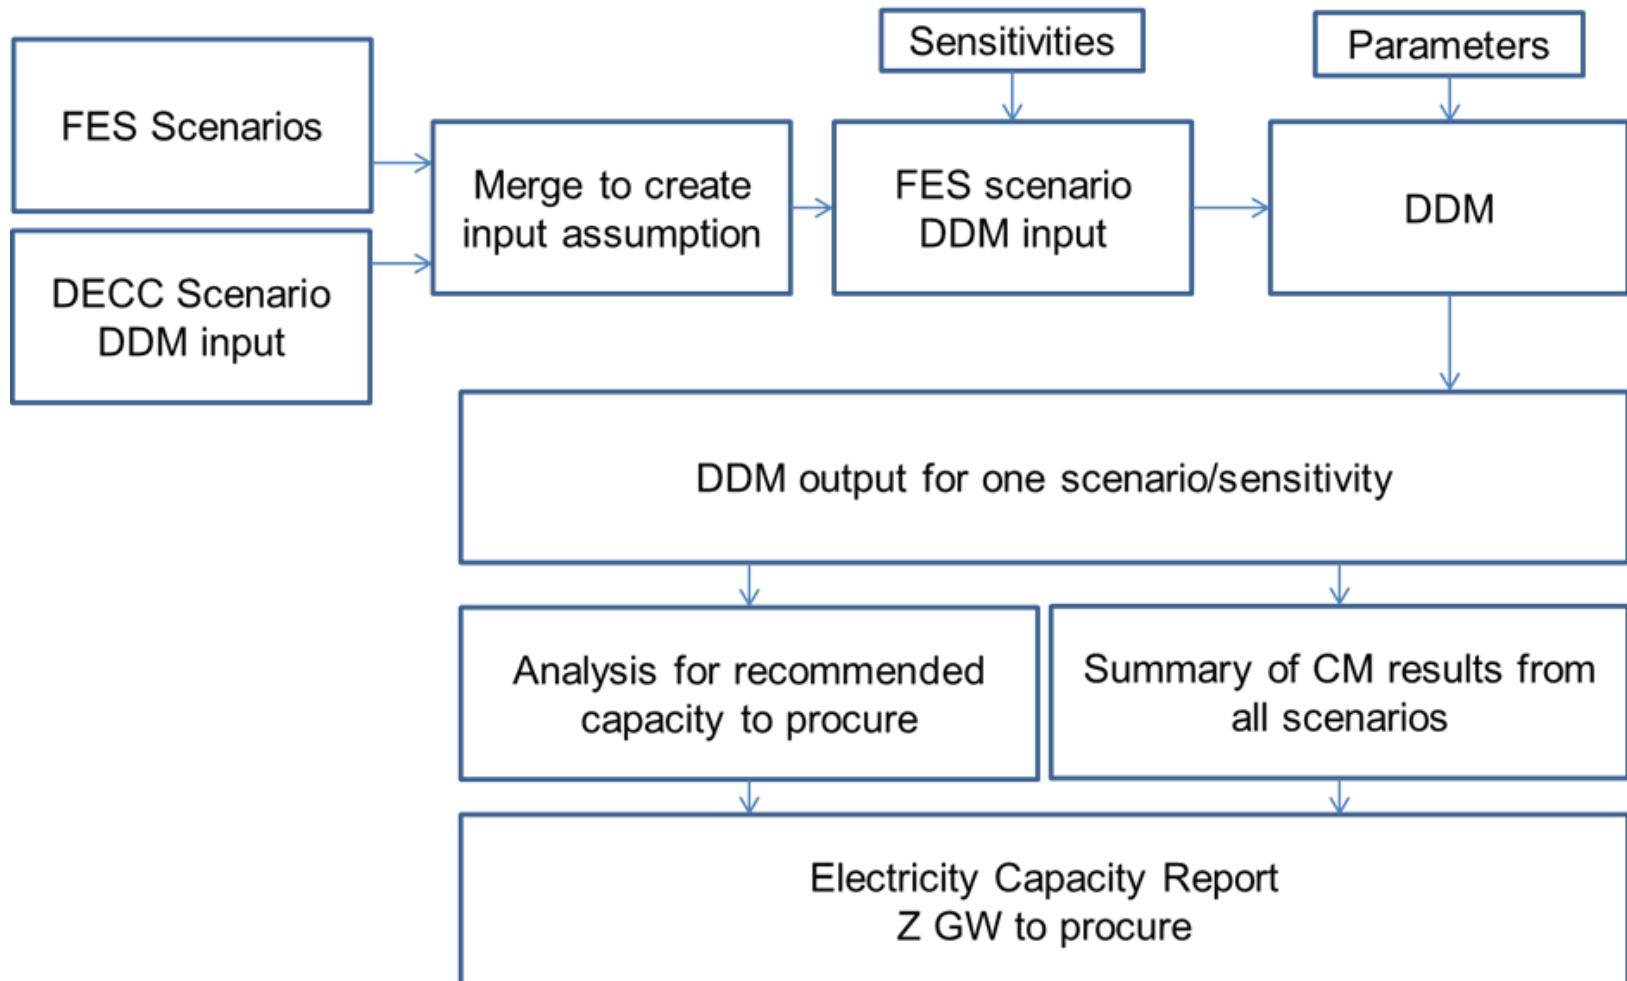 Sensitivities
Parameters
FES Scenarios
Merge to create
input assumption
FES scenario
DDM input
DDM
DECC Scenario
DDM input
DDM output for one scenario/sensitivity
Analysis for recommended
capacity to procure
Summary of CM results from
all scenarios
Electricity Capacity Report
Z GW to procure